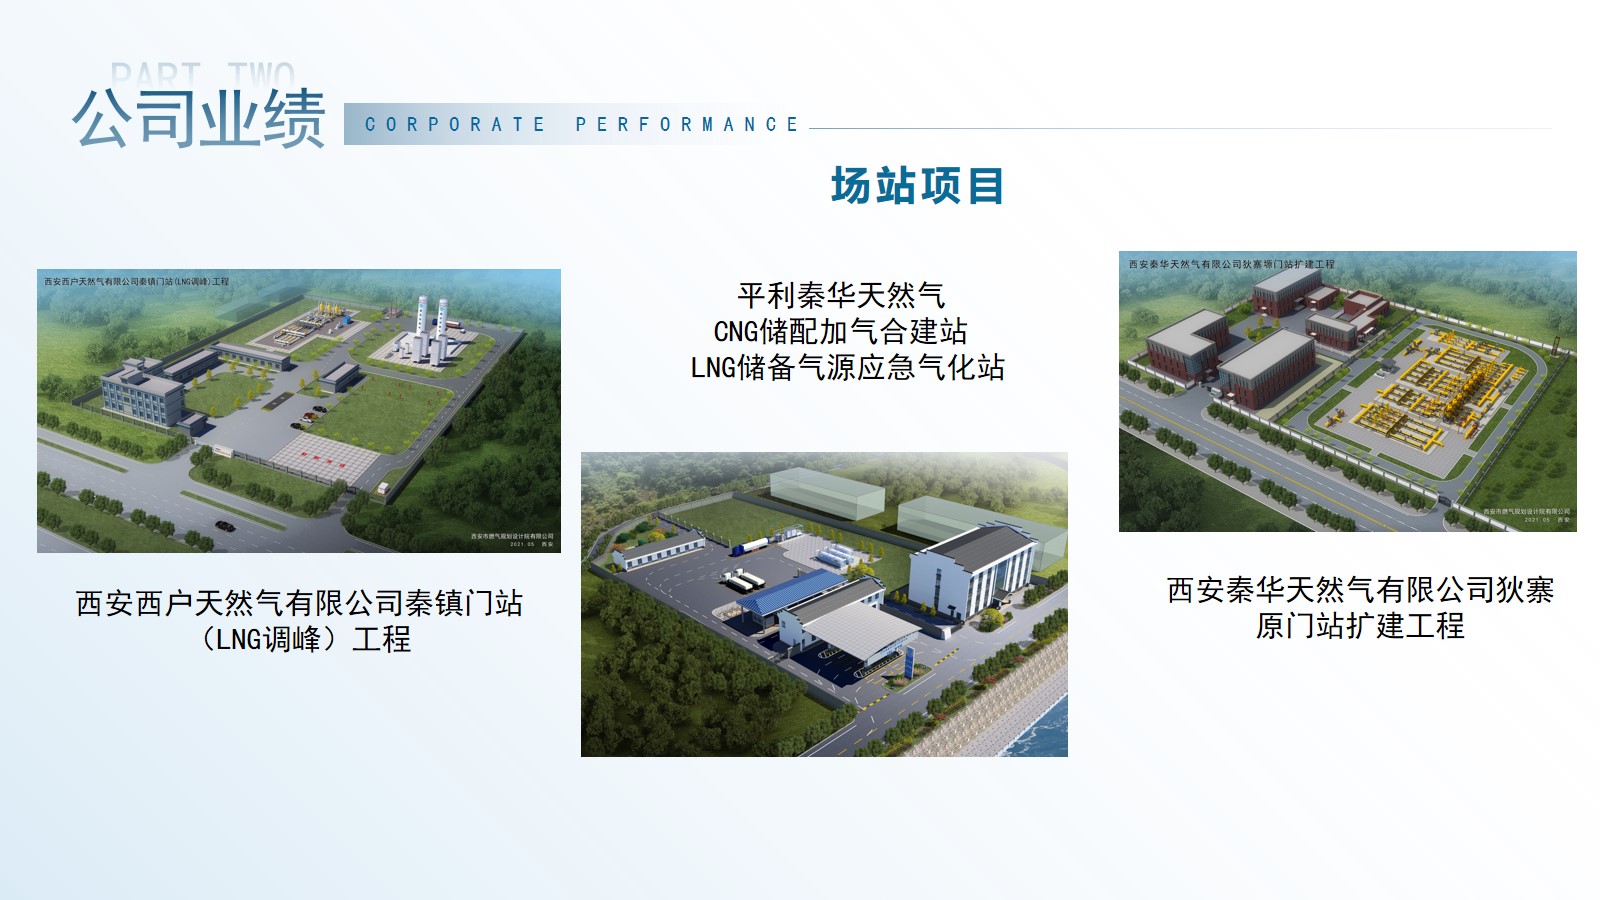 PART TWO
公司业绩
CORPORATE PERFORMANCE
场站项目
西安西户天然气有限公司秦镇门站(LNG调峰)工程
西安市燃气规划设计院有限公司
2021.05 西安
西安西户天然气有限公司秦镇门站
（LNG调峰）工程
平利秦华天然气
CNG储配加气合建站
LNG储备气源应急气化站
西安秦华天然气有限公司狄寨塬门站扩建工程
西安市燃气规划设计院有限公司
2021.05 西安
西安秦华天然气有限公司狄寨
原门站扩建工程